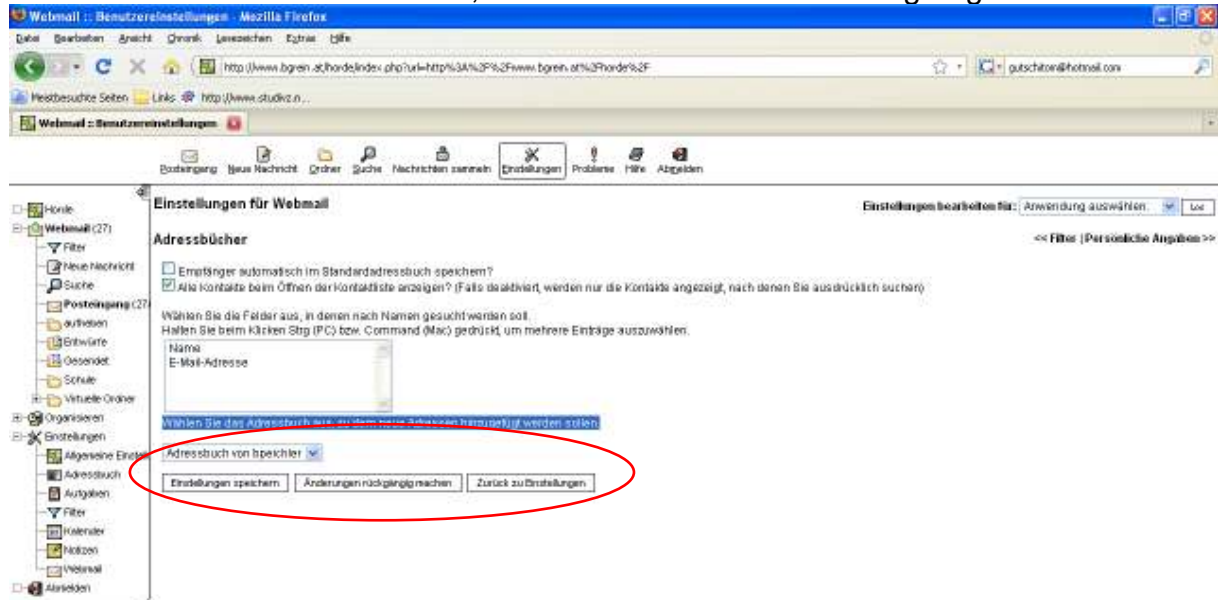 Webmail :: Benutzereinstellungen - Mozilla Firefox
Datei Bearbeiten Ansicht Chronik Lesezeichen Extras Hilfe
http://www.bgrein.at/horde/index.php?url=http%3A%2F%2Fwww.bgrein.at%2Fhorde%2F
gutschitom@hotmail.com
Meistbesuchte Seiten Links http://www.studivz.n...
Webmail :: Benutzereinstellungen
Posteingang Neue Nachricht Ordner Suche Nachrichten sammeln Einstellungen Probleme Hilfe Abmelden
Horde
Webmail (27)
Filter
Neue Nachricht
Suche
Posteingang (27)
aufheben
Entwürfe
Gesendet
Schule
Virtuelle Ordner
Organisieren
Einstellungen
Allgemeine Einstell
Adressbuch
Aufgaben
Filter
Kalender
Notizen
Webmail
Abmelden
Einstellungen für Webmail
Einstellungen bearbeiten für: Anwendung auswählen. Los
Adressbücher
<< Filter | Persönliche Angaben >>
Empfänger automatisch im Standardadressbuch speichern?
Alle Kontakte beim Öffnen der Kontaktliste anzeigen? (Falls deaktiviert, werden nur die Kontakte angezeigt, nach denen Sie ausdrücklich suchen)
Wählen Sie die Felder aus, in denen nach Namen gesucht werden soll.
Halten Sie beim Klicken Strg (PC) bzw. Command (Mac) gedrückt, um mehrere Einträge auszuwählen.
Name
E-Mail-Adresse
Wählen Sie das Adressbuch aus, zu dem neue Adressen hinzugefügt werden sollen.
Adressbuch von bpeichler
Einstellungen speichern Änderungen rückgängig machen Zurück zu Einstellungen